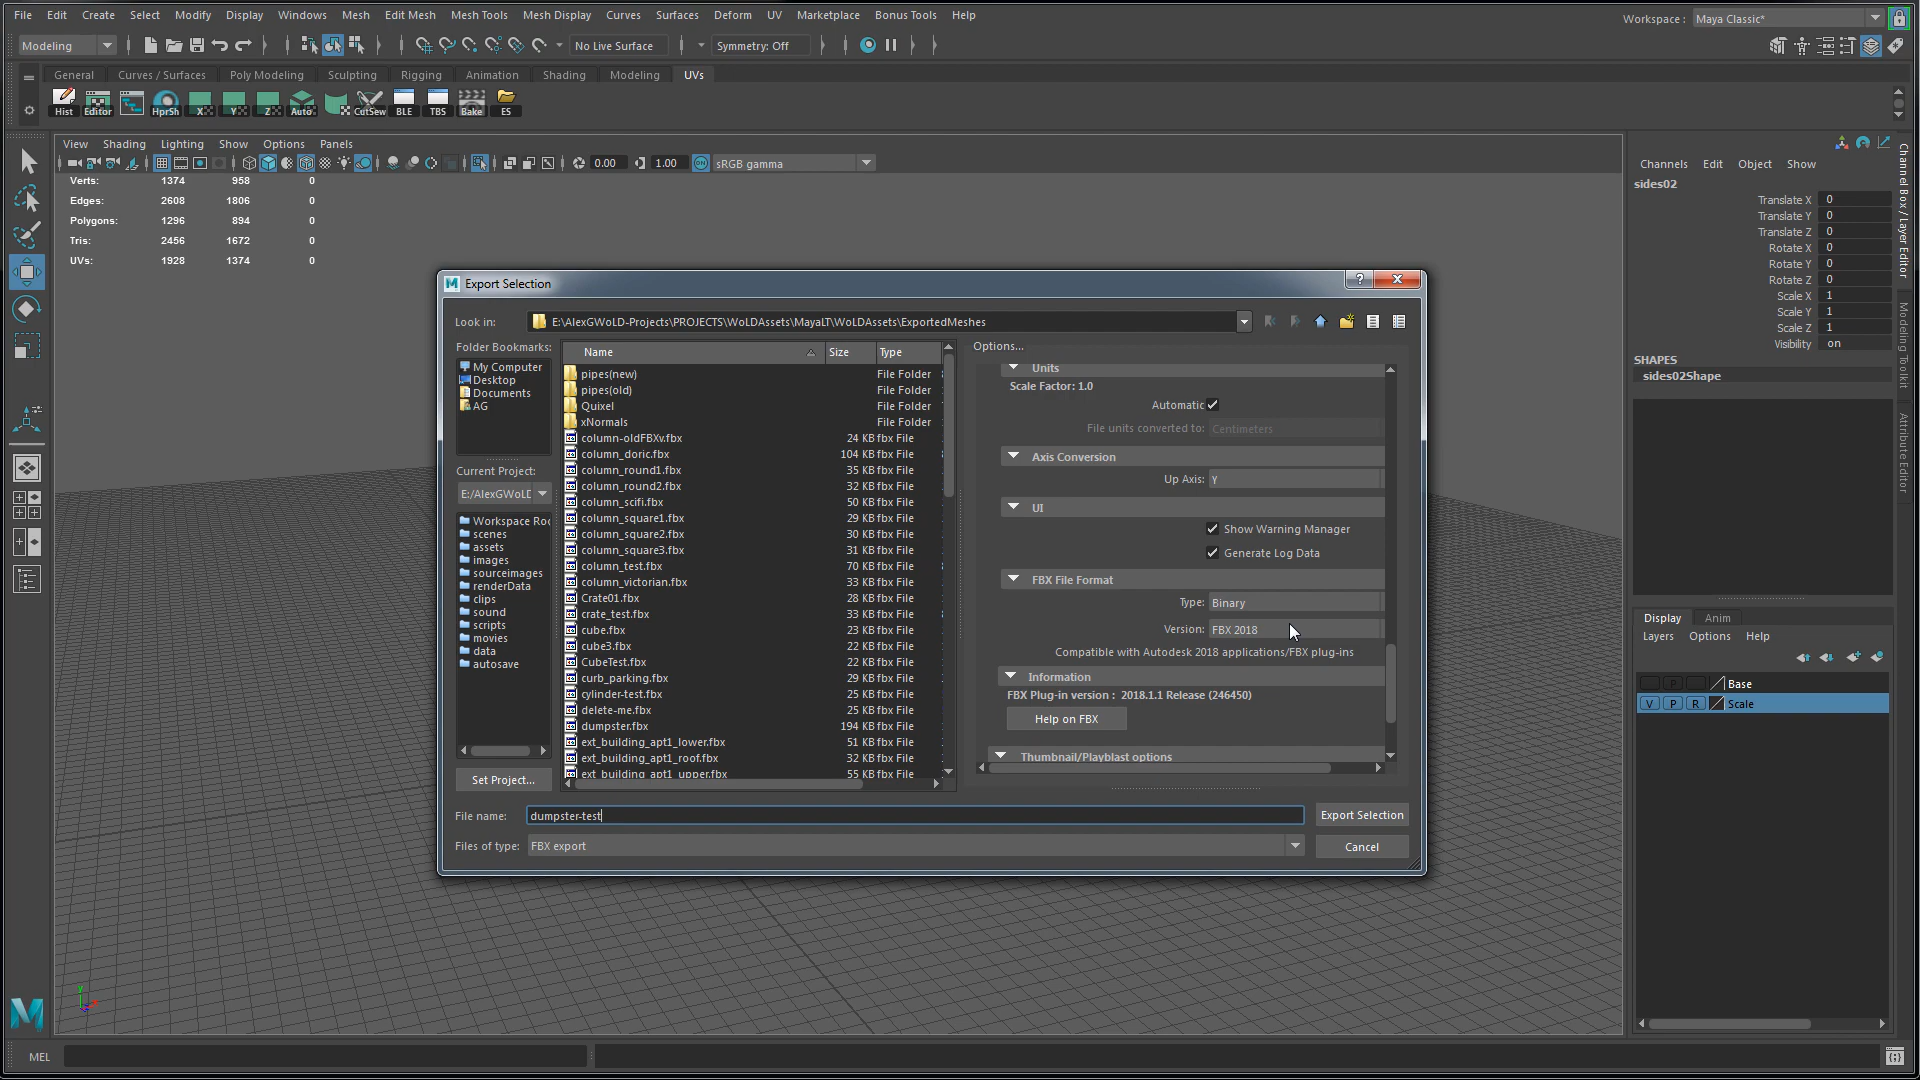 File Edit Create Select Modify Display Windows Mesh Edit Mesh Mesh Tools Mesh Display Curves Surfaces Deform UV Marketplace Bonus Tools Help
Workspace : Maya Classic*
Modeling No Live Surface Symmetry: Off
General Curves / Surfaces Poly Modeling Sculpting Rigging Animation Shading Modeling UVs
Hist Editor HprSh X Y Z Auto CutSew BLE TBS Bake ES
View Shading Lighting Show Options Panels
0.00 1.00 ON sRGB gamma
Verts: 1374 958 0
Edges: 2608 1806 0
Polygons: 1296 894 0
Tris: 2456 1672 0
UVs: 1928 1374 0
Channels Edit Object Show
sides02
Translate X 0
Translate Y 0
Translate Z 0
Rotate X 0
Rotate Y 0
Rotate Z 0
Scale X 1
Scale Y 1
Scale Z 1
Visibility on
SHAPES
sides02Shape
Channel Box / Layer Editor
Modeling Toolkit
Attribute Editor
Display Anim
Layers Options Help
P Base
V P R Scale
M Export Selection
Look in: E:\AlexGWoLD-Projects\PROJECTS\WoLDAssets\MayaLT\WoLDAssets\ExportedMeshes
Folder Bookmarks:
My Computer
Desktop
Documents
AG
Current Project:
E:/AlexGWoLD
Workspace Roo
scenes
assets
images
sourceimages
renderData
clips
sound
scripts
movies
data
autosave
Set Project...
Name Size Type
pipes(new) File Folder
pipes(old) File Folder
Quixel File Folder
xNormals File Folder
column-oldFBXv.fbx 24 KB fbx File
column_doric.fbx 104 KB fbx File
column_round1.fbx 35 KB fbx File
column_round2.fbx 32 KB fbx File
column_scifi.fbx 50 KB fbx File
column_square1.fbx 29 KB fbx File
column_square2.fbx 30 KB fbx File
column_square3.fbx 31 KB fbx File
column_test.fbx 70 KB fbx File
column_victorian.fbx 33 KB fbx File
Crate01.fbx 28 KB fbx File
crate_test.fbx 33 KB fbx File
cube.fbx 23 KB fbx File
cube3.fbx 22 KB fbx File
CubeTest.fbx 22 KB fbx File
curb_parking.fbx 29 KB fbx File
cylinder-test.fbx 25 KB fbx File
delete-me.fbx 25 KB fbx File
dumpster.fbx 194 KB fbx File
ext_building_apt1_lower.fbx 51 KB fbx File
ext_building_apt1_roof.fbx 32 KB fbx File
ext_building_apt1_upper.fbx 55 KB fbx File
Options...
Units
Scale Factor: 1.0
Automatic
File units converted to: Centimeters
Axis Conversion
Up Axis: Y
UI
Show Warning Manager
Generate Log Data
FBX File Format
Type: Binary
Version: FBX 2018
Compatible with Autodesk 2018 applications/FBX plug-ins
Information
FBX Plug-in version : 2018.1.1 Release (246450)
Help on FBX
Thumbnail/Playblast options
File name: dumpster-test Export Selection
Files of type: FBX export Cancel
y
MEL